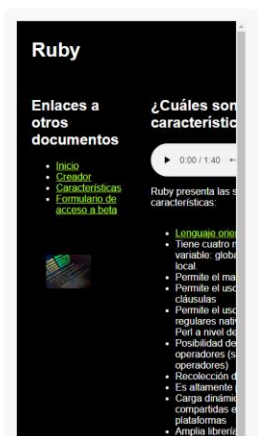 Ruby
Enlaces a
otros
documentos
Inicio
Creador
Características
Formulario de
acceso a beta
¿Cuáles son
característic
0:00 / 1:40
Ruby presenta las s
características:
Lenguaje orie
Tiene cuatro n
variable: globa
local.
Permite el ma
Permite el uso
cláusulas
Permite el uso
regulares nativ
Perl a nivel de
Posibilidad de
operadores (s
operadores)
Recolección d
Es altamente
Carga dinámic
compartidas e
plataformas
Amplia librería